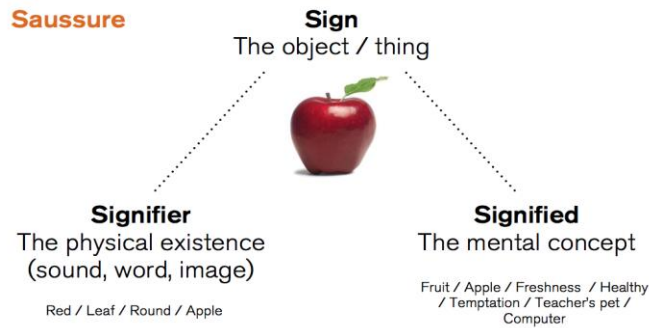 Saussure
Sign
The object / thing
Signifier
The physical existence
(sound, word, image)
Red / Leaf / Round / Apple
Signified
The mental concept
Fruit / Apple / Freshness / Healthy
/ Temptation / Teacher's pet /
Computer